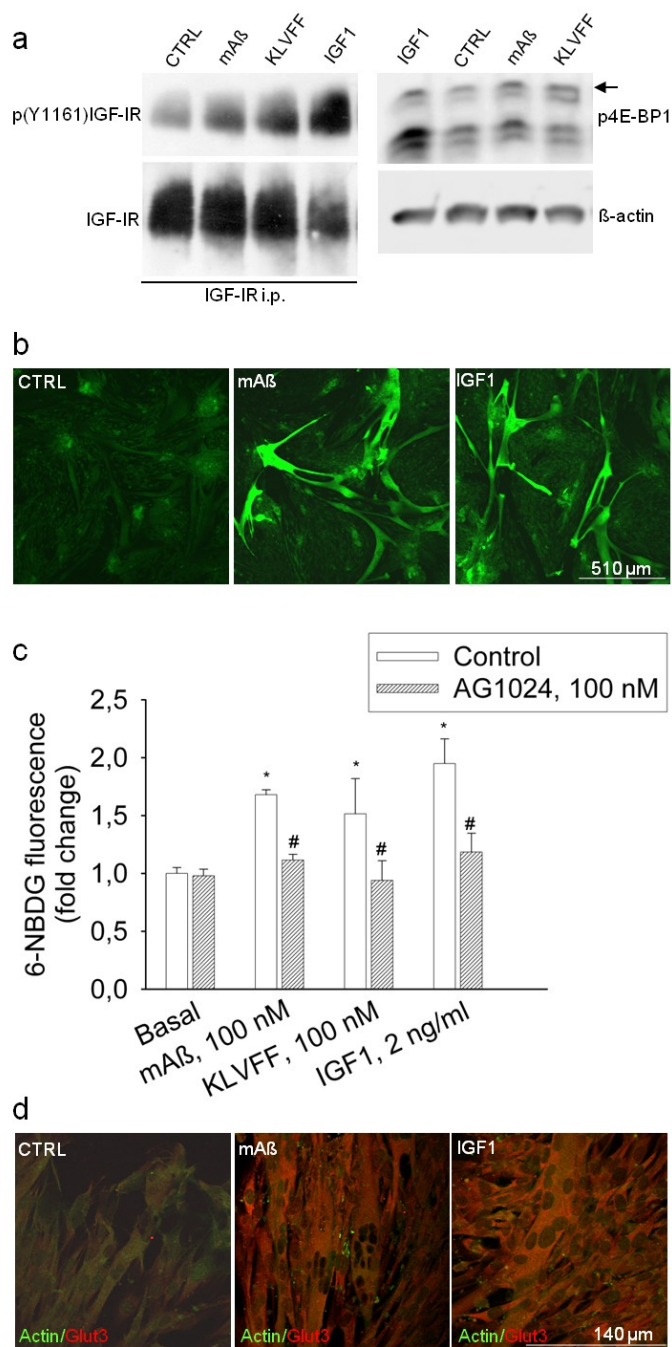 a
CTRL mAß KLVFF IGF1
IGF1 CTRL mAß KLVFF
p(Y1161)IGF-IR
p4E-BP1
IGF-IR
ß-actin
IGF-IR i.p.
b
CTRL
mAß
IGF1
510 µm
c
Control
AG1024, 100 nM
6-NBDG fluorescence
(fold change)
2,5
2,0
1,5
1,0
0,5
0,0
* * *
# # #
Basal
mAß, 100 nM
KLVFF, 100 nM
IGF1, 2 ng/ml
d
CTRL
mAß
IGF1
Actin/Glut3
Actin/Glut3
Actin/Glut3
140 µm